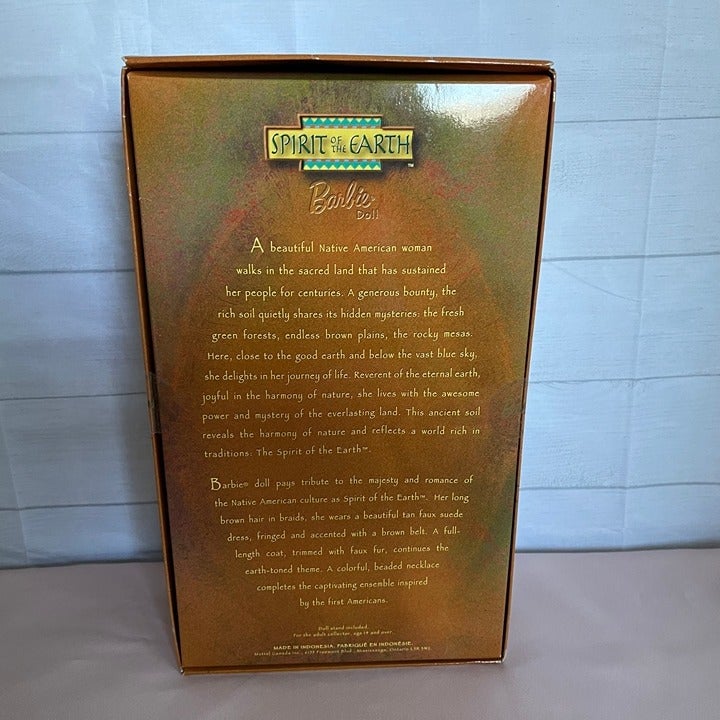 SPIRIT OF THE EARTH™
Barbie®
Doll
A beautiful Native American woman
walks in the sacred land that has sustained
her people for centuries. A generous bounty, the
rich soil quietly shares its hidden mysteries: the fresh
green forests, endless brown plains, the rocky mesas.
Here, close to the good earth and below the vast blue sky,
she delights in her journey of life. Reverent of the eternal earth,
joyful in the harmony of nature, she lives with the awesome
power and mystery of the everlasting land. This ancient soil
reveals the harmony of nature and reflects a world rich in
traditions: The Spirit of the Earth™.
Barbie® doll pays tribute to the majesty and romance of
the Native American culture as Spirit of the Earth™. Her long
brown hair in braids, she wears a beautiful tan faux suede
dress, fringed and accented with a brown belt. A full-
length coat, trimmed with faux fur, continues the
earth-toned theme. A colorful, beaded necklace
completes the captivating ensemble inspired
by the first Americans.
Doll stand included.
For the adult collector, age 14 and over.
MADE IN INDONESIA. FABRIQUÉ EN INDONÉSIE.
Mattel Canada Inc., Freemont Blvd., Mississauga, Ontario L5R